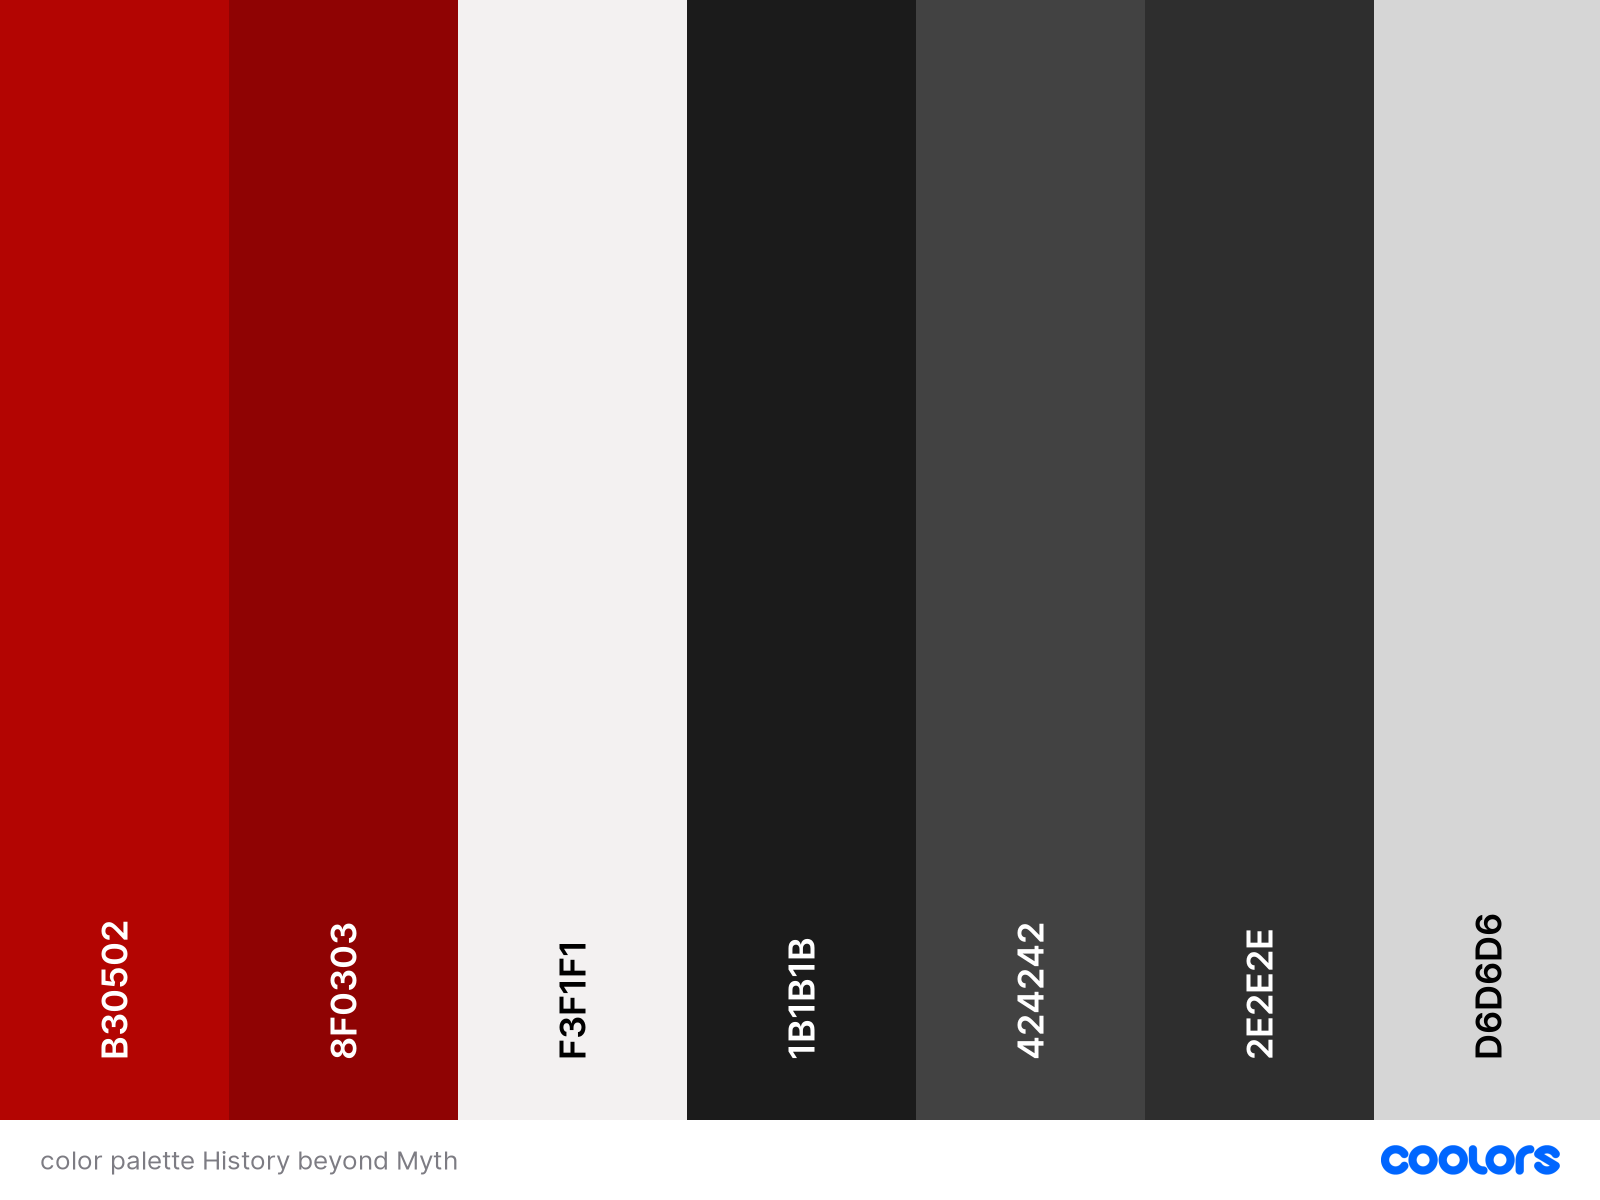 B30502
8F0303
F3F1F1
1B1B1B
424242
2E2E2E
D6D6D6
color palette History beyond Myth
coolors